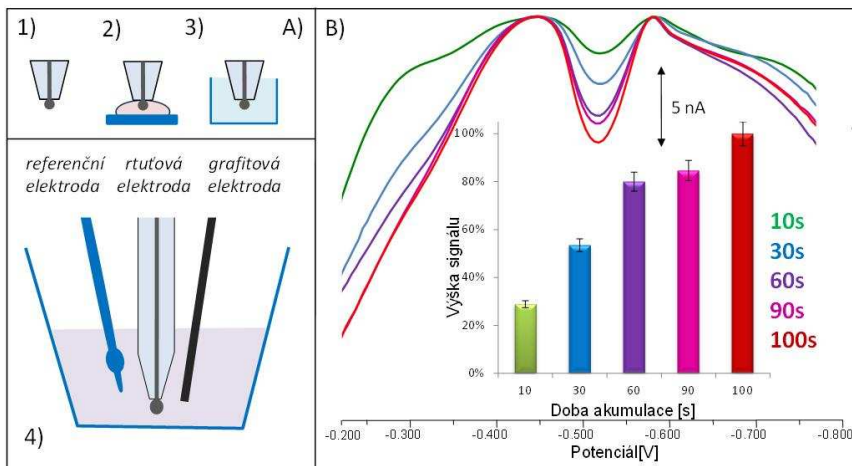 1)
2)
3)
A)
referenční
elektroda
rtuťová
elektroda
grafitová
elektroda
4)
B)
5 nA
Výška signálu
100%
80%
60%
40%
20%
0%
10
30
60
90
100
Doba akumulace [s]
10s
30s
60s
90s
100s
-0.200
-0.300
-0.400
-0.500
-0.600
-0.700
-0.800
Potenciál[V]